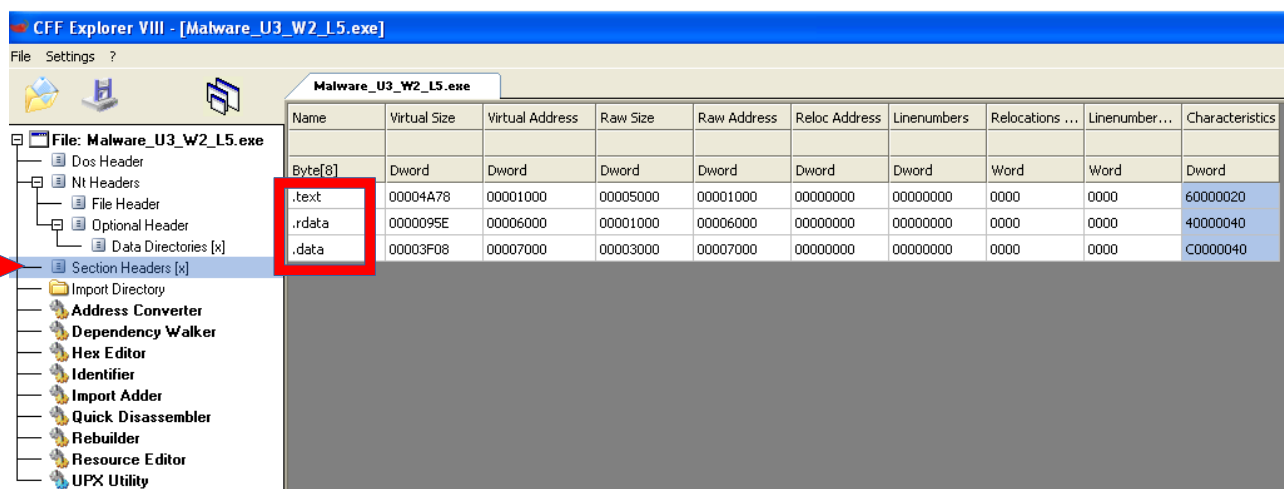 CFF Explorer VIII - [Malware_U3_W2_L5.exe]
File Settings ?
Malware_U3_W2_L5.exe
File: Malware_U3_W2_L5.exe
Dos Header
Nt Headers
File Header
Optional Header
Data Directories [x]
Section Headers [x]
Import Directory
Address Converter
Dependency Walker
Hex Editor
Identifier
Import Adder
Quick Disassembler
Rebuilder
Resource Editor
UPX Utility
Name Virtual Size Virtual Address Raw Size Raw Address Reloc Address Linenumbers Relocations ... Linenumber... Characteristics
Byte[8] Dword Dword Dword Dword Dword Dword Word Word Dword
.text 00004A78 00001000 00005000 00001000 00000000 00000000 0000 0000 60000020
.rdata 0000095E 00006000 00001000 00006000 00000000 00000000 0000 0000 40000040
.data 00003F08 00007000 00003000 00007000 00000000 00000000 0000 0000 C0000040